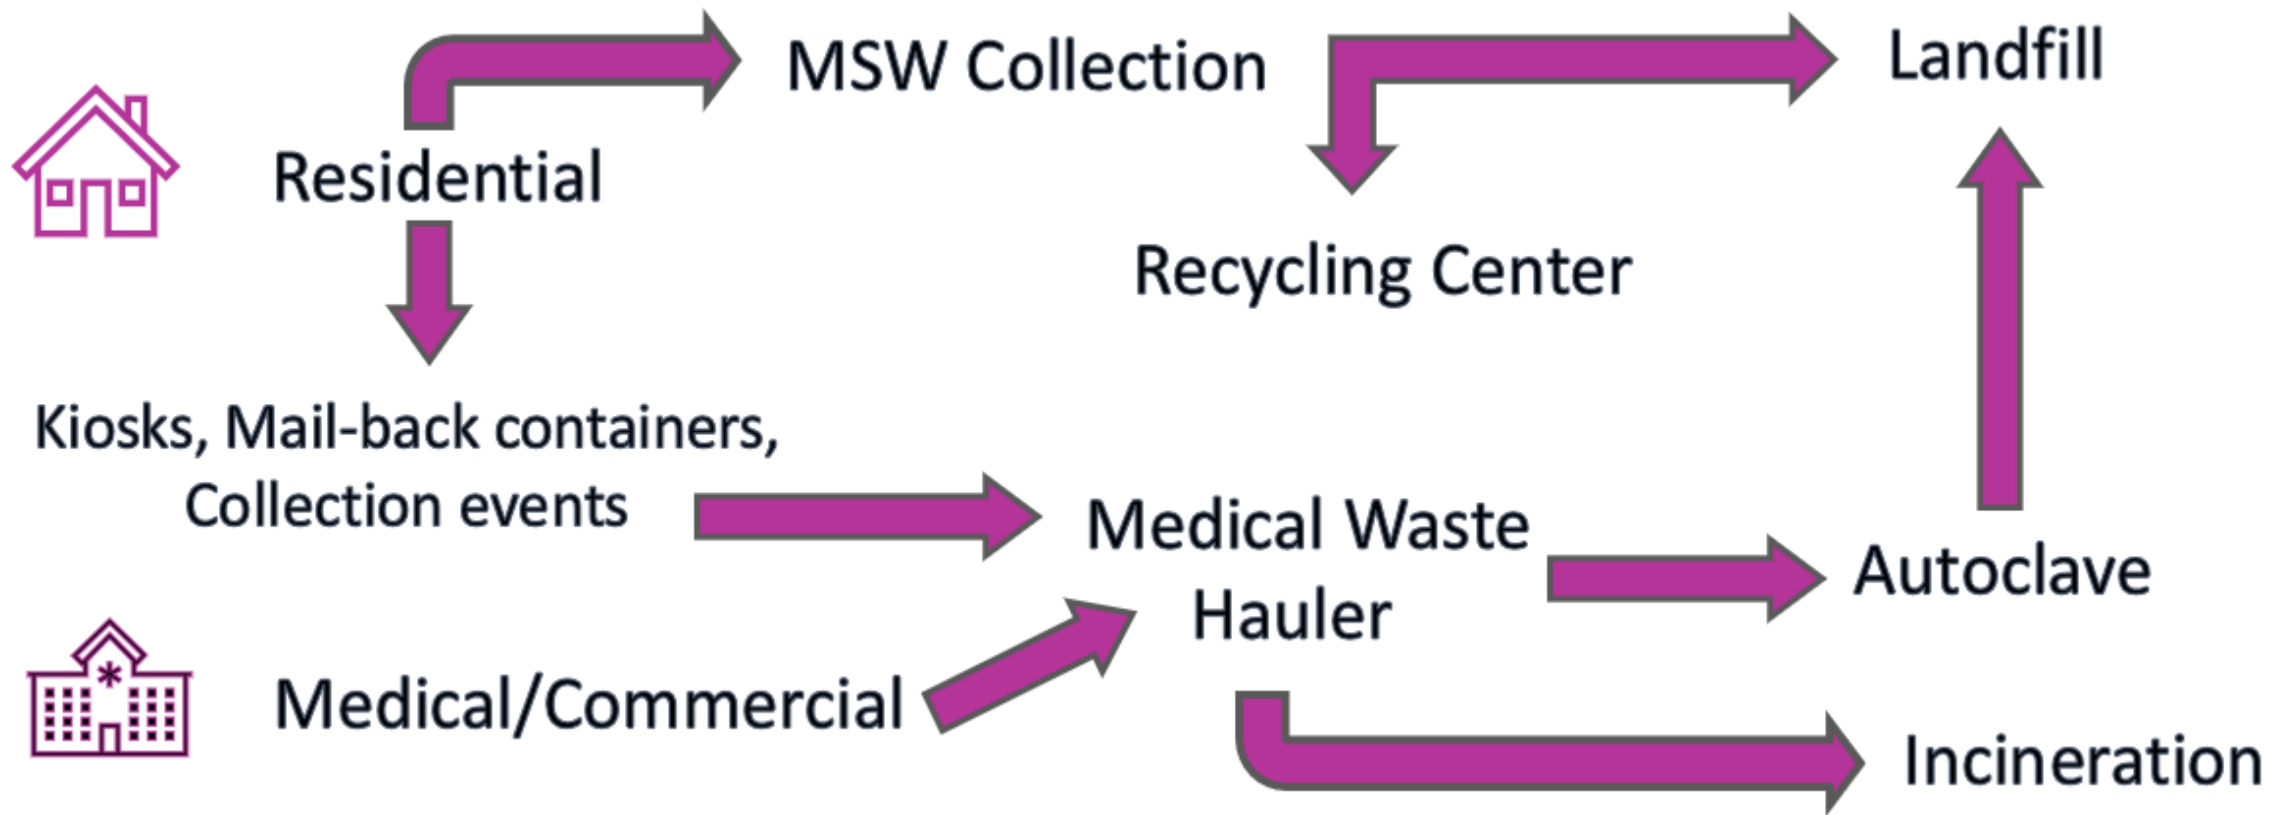 MSW Collection
Landfill
Residential
Recycling Center
Kiosks, Mail-back containers,
Collection events
Medical Waste
Hauler
Autoclave
Medical/Commercial
Incineration